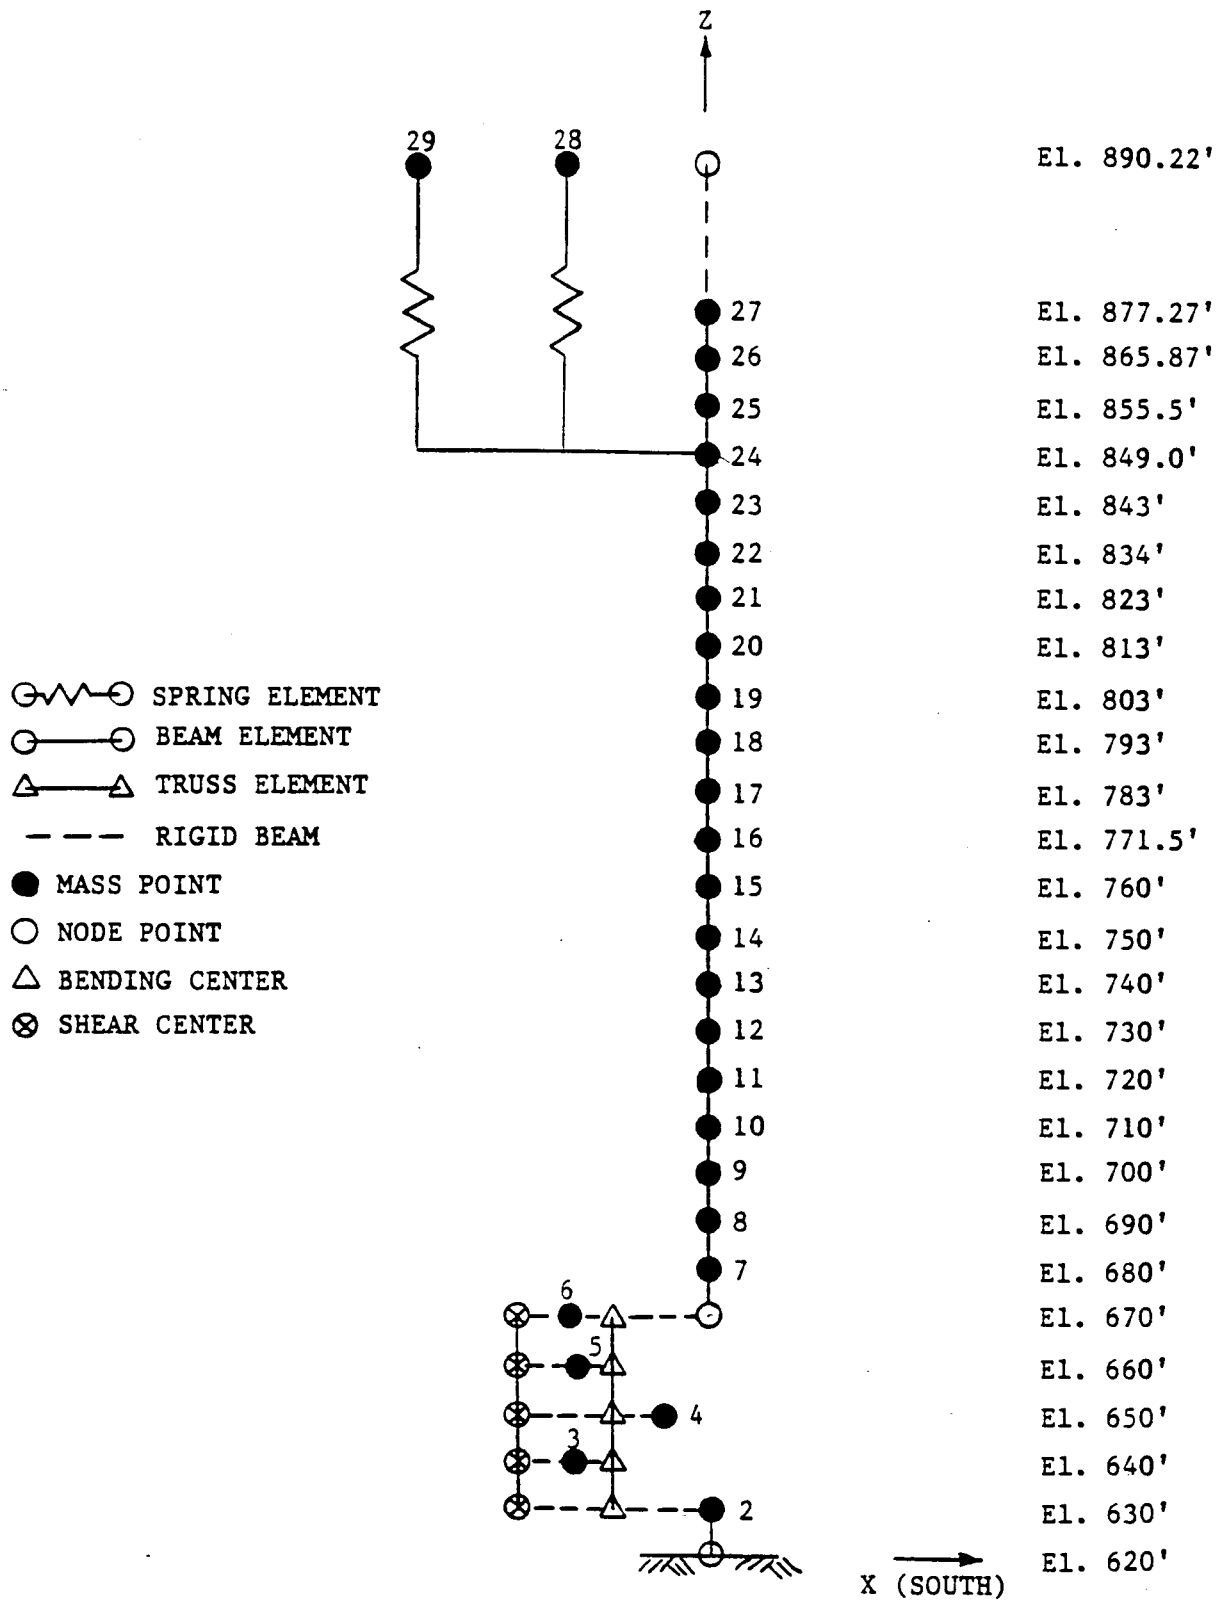 Z
29 28 El. 890.22'
27 El. 877.27'
26 El. 865.87'
25 El. 855.5'
24 El. 849.0'
23 El. 843'
22 El. 834'
21 El. 823'
20 El. 813'
19 El. 803'
18 El. 793'
17 El. 783'
16 El. 771.5'
15 El. 760'
14 El. 750'
13 El. 740'
12 El. 730'
11 El. 720'
10 El. 710'
9 El. 700'
8 El. 690'
7 El. 680'
6 El. 670'
5 El. 660'
4 El. 650'
3 El. 640'
2 El. 630'
El. 620'
X (SOUTH)
SPRING ELEMENT
BEAM ELEMENT
TRUSS ELEMENT
RIGID BEAM
MASS POINT
NODE POINT
BENDING CENTER
SHEAR CENTER